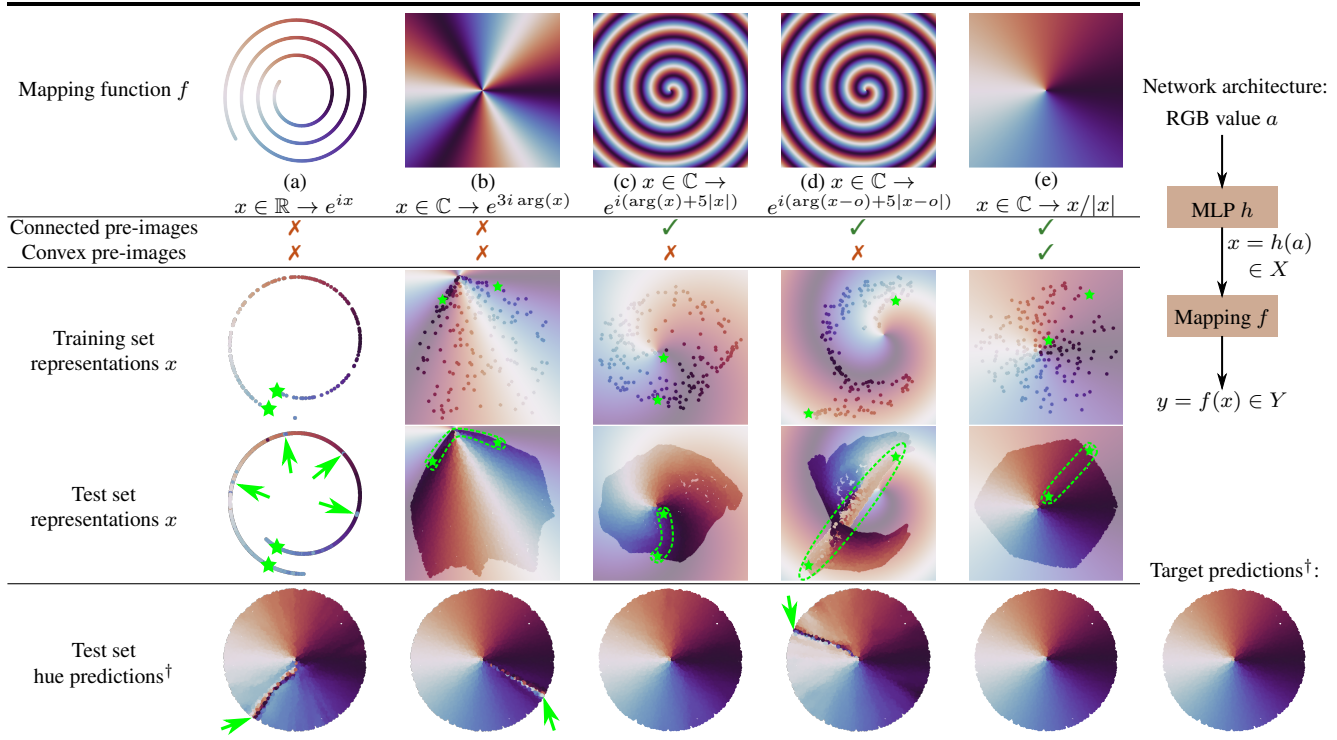 Mapping function f
(a)
x ∈ ℝ → e^{ix}
(b)
x ∈ ℂ → e^{3i arg(x)}
(c) x ∈ ℂ →
e^{i(arg(x)+5|x|)}
(d) x ∈ ℂ →
e^{i(arg(x−o)+5|x−o|)}
(e)
x ∈ ℂ → x/|x|
Connected pre-images ✗ ✗ ✓ ✓ ✓
Convex pre-images ✗ ✗ ✗ ✗ ✓
Training set
representations x
Test set
representations x
Test set
hue predictions†
Network architecture:
RGB value a
MLP h
x = h(a)
∈ X
Mapping f
y = f(x) ∈ Y
Target predictions†: